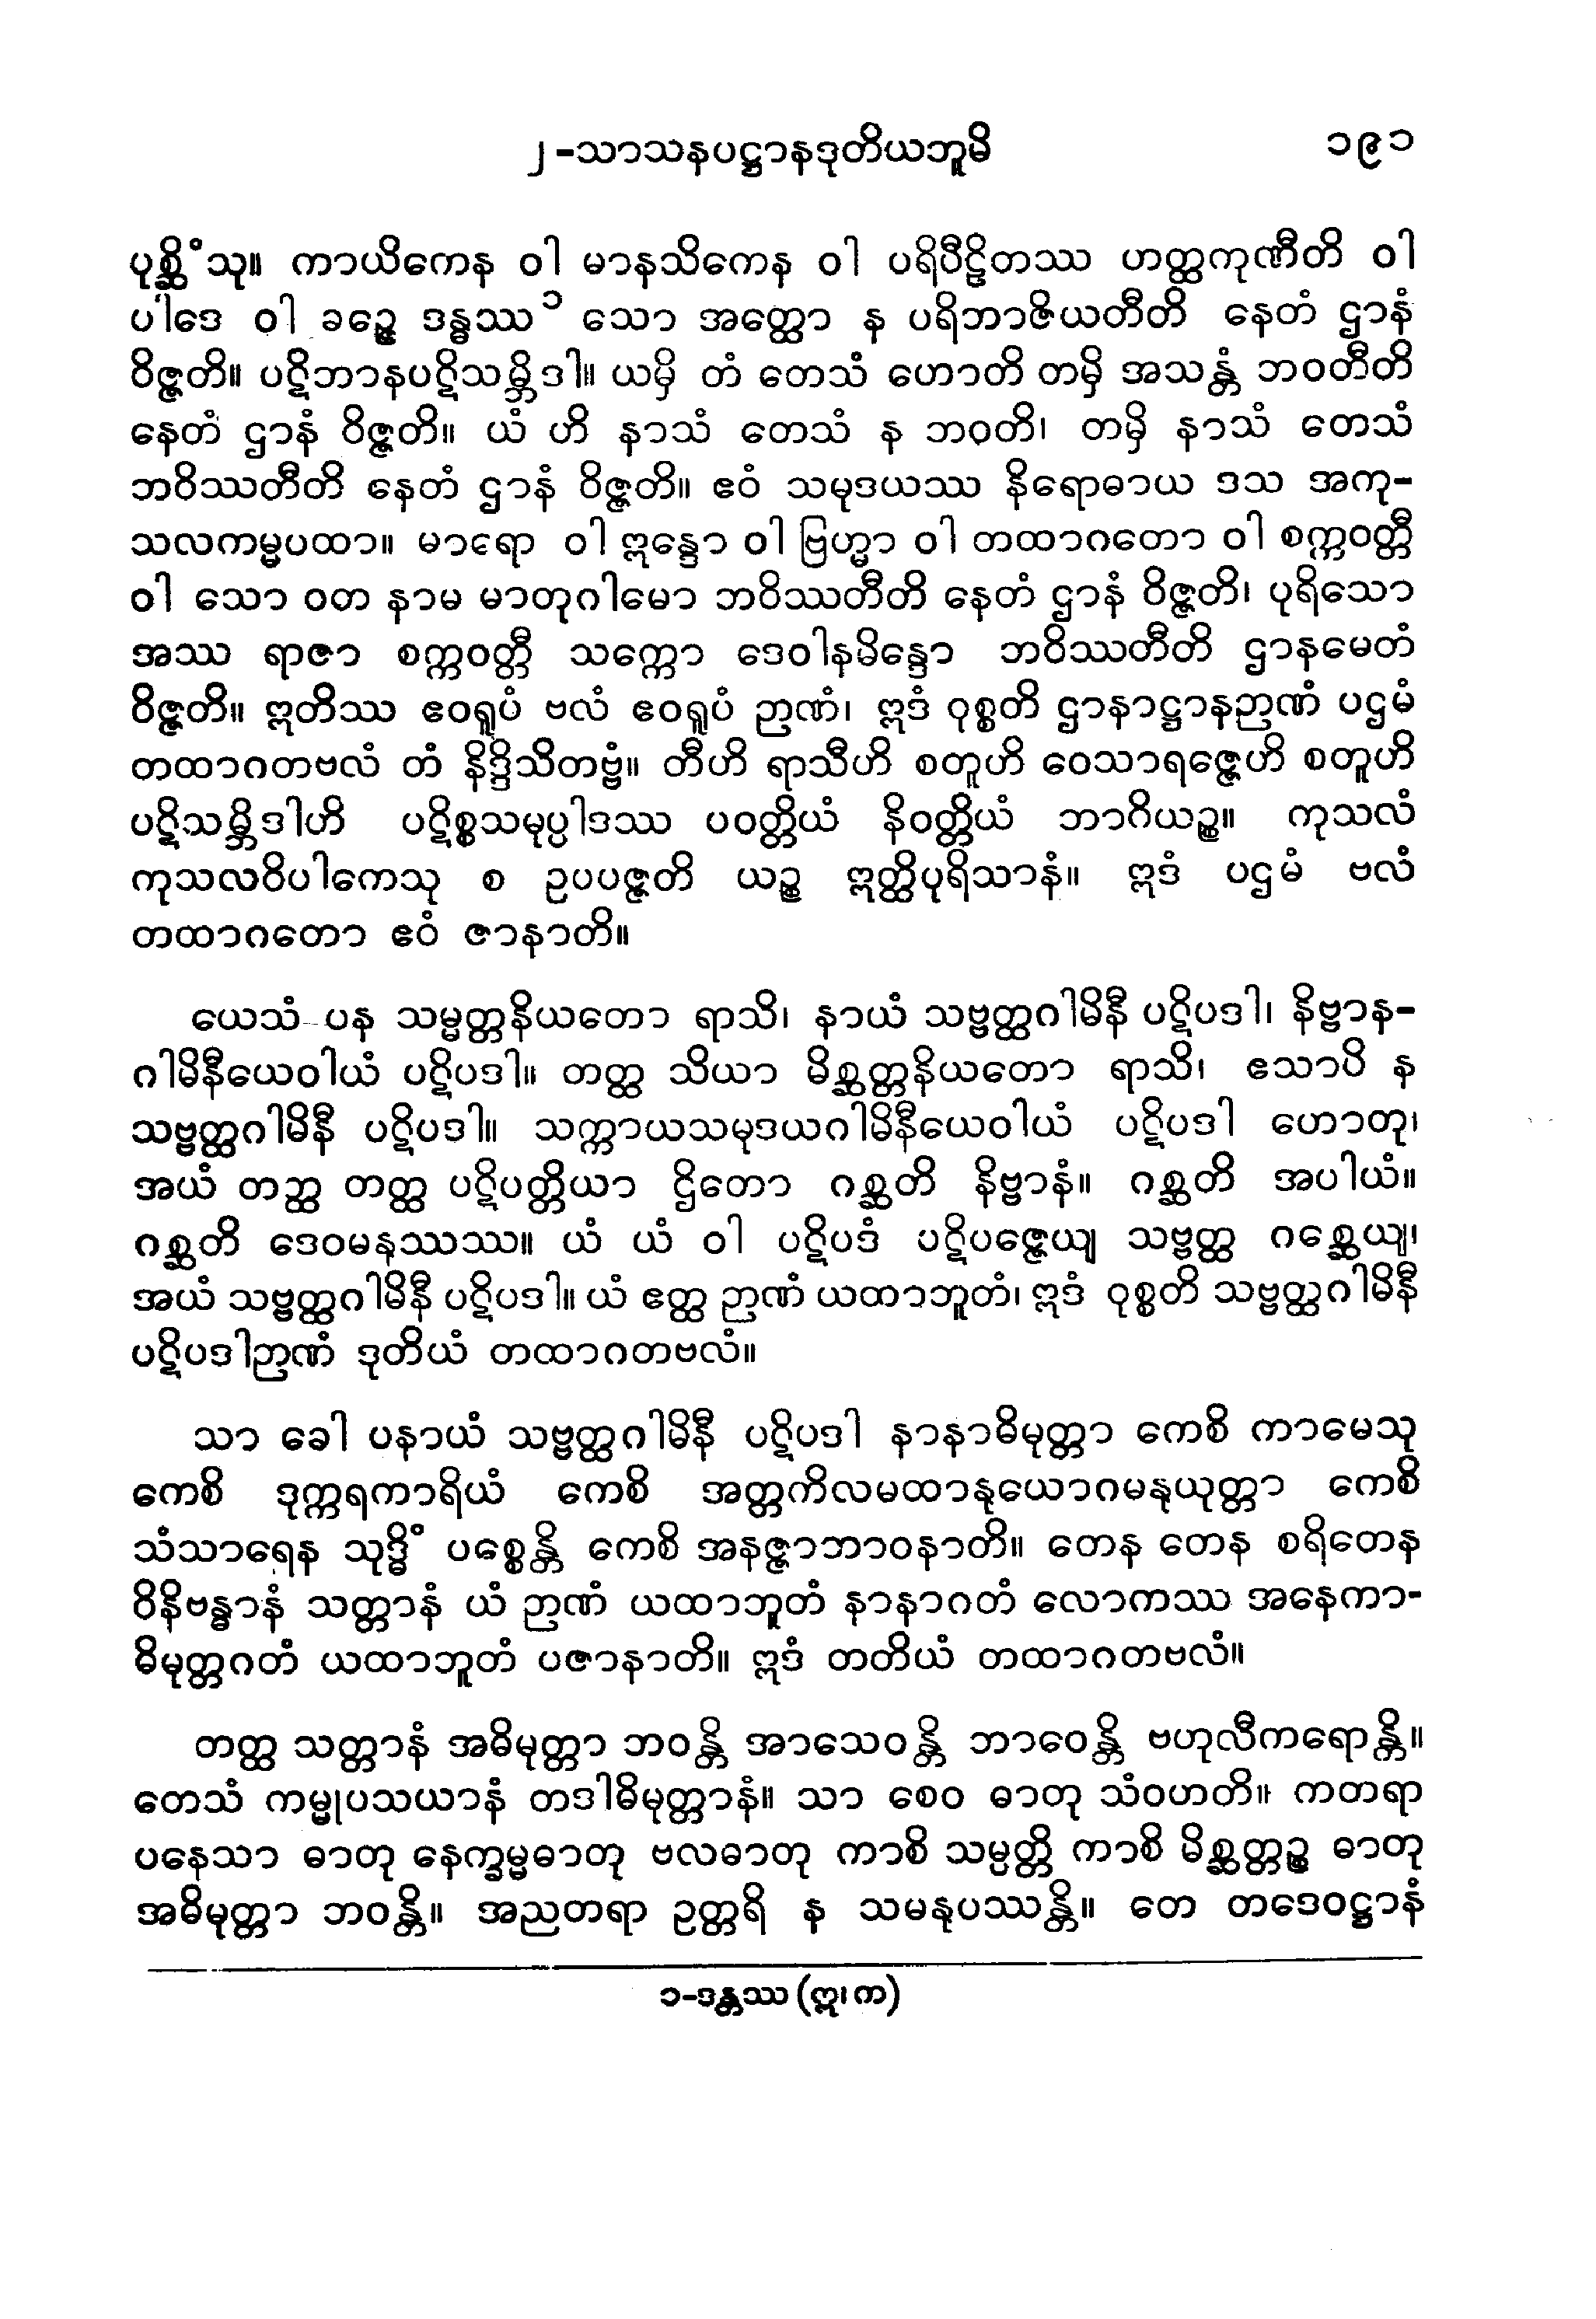 ၂-သာသနပဋ္ဌာနဒုတိယဘူမိ ၁၉၁
ပုစ္ဆိံသု။ ကာယိကေန ဝါ မာနသိကေန ဝါ ပရိပီဠိတဿ ဟတ္ထကုဏီတိ ဝါ
ပါဒေ ဝါ ခဉ္ဇေ ဒန္ဓဿ ၁ သော အတ္ထော န ပရိဘာဇိယတီတိ နေတံ ဌာနံ
ဝိဇ္ဇတိ။ ပဋိဘာနပဋိသမ္ဘိဒါ။ ယမှိ တံ တေသံ ဟောတိ တမှိ အသန္တံ ဘဝတီတိ
နေတံ ဌာနံ ဝိဇ္ဇတိ။ ယံ ဟိ နာသံ တေသံ န ဘဝတိ၊ တမှိ နာသံ တေသံ
ဘဝိဿတီတိ နေတံ ဌာနံ ဝိဇ္ဇတိ။ ဧဝံ သမုဒယဿ နိရောဓာယ ဒသ အကု-
သလကမ္မပထာ။ မာရော ဝါ ဣန္ဒော ဝါ ဗြဟ္မာ ဝါ တထာဂတော ဝါ စက္ကဝတ္တီ
ဝါ သော ဝတ နာမ မာတုဂါမော ဘဝိဿတီတိ နေတံ ဌာနံ ဝိဇ္ဇတိ၊ ပုရိသော
အဿ ရာဇာ စက္ကဝတ္တီ သက္ကော ဒေဝါနမိန္ဒော ဘဝိဿတီတိ ဌာနမေတံ
ဝိဇ္ဇတိ။ ဣတိဿ ဧဝရူပံ ဗလံ ဧဝရူပံ ဉာဏံ၊ ဣဒံ ဝုစ္စတိ ဌာနာဋ္ဌာနဉာဏံ ပဌမံ
တထာဂတဗလံ တံ နိဒ္ဒိသိတဗ္ဗံ။ တီဟိ ရာသီဟိ စတူဟိ ဝေသာရဇ္ဇေဟိ စတူဟိ
ပဋိသမ္ဘိဒါဟိ ပဋိစ္စသမုပ္ပါဒဿ ပဝတ္တိယံ နိဝတ္တိယံ ဘာဂိယဉ္စ။ ကုသလံ
ကုသလဝိပါကေသု စ ဥပပဇ္ဇတိ ယဉ္စ ဣတ္ထိပုရိသာနံ။ ဣဒံ ပဌမံ ဗလံ
တထာဂတော ဧဝံ ဇာနာတိ။
ယေသံ ပန သမ္မတ္တနိယတော ရာသိ၊ နာယံ သဗ္ဗတ္ထဂါမိနီ ပဋိပဒါ၊ နိဗ္ဗာန-
ဂါမိနီယေဝါယံ ပဋိပဒါ။ တတ္ထ သိယာ မိစ္ဆတ္တနိယတော ရာသိ၊ ဧသာပိ န
သဗ္ဗတ္ထဂါမိနီ ပဋိပဒါ။ သက္ကာယသမုဒယဂါမိနီယေဝါယံ ပဋိပဒါ ဟောတု၊
အယံ တတ္ထ တတ္ထ ပဋိပတ္တိယာ ဌိတော ဂစ္ဆတိ နိဗ္ဗာနံ။ ဂစ္ဆတိ အပါယံ။
ဂစ္ဆတိ ဒေဝမနုဿဿ။ ယံ ယံ ဝါ ပဋိပဒံ ပဋိပဇ္ဇေယျ သဗ္ဗတ္ထ ဂစ္ဆေယျ၊
အယံ သဗ္ဗတ္ထဂါမိနီ ပဋိပဒါ။ ယံ ဧတ္ထ ဉာဏံ ယထာဘူတံ၊ ဣဒံ ဝုစ္စတိ သဗ္ဗတ္ထဂါမိနီ
ပဋိပဒါဉာဏံ ဒုတိယံ တထာဂတဗလံ။
သာ ခေါ ပနာယံ သဗ္ဗတ္ထဂါမိနီ ပဋိပဒါ နာနာဓိမုတ္တာ ကေစိ ကာမေသု
ကေစိ ဒုက္ကရကာရိယံ ကေစိ အတ္တကိလမထာနုယောဂမနုယုတ္တာ ကေစိ
သံသာရေန သုဒ္ဓိံ ပစ္စေန္တိ ကေစိ အနဇ္ဇာဘာဝနာတိ။ တေန တေန စရိတေန
ဝိနိဗန္ဓာနံ သတ္တာနံ ယံ ဉာဏံ ယထာဘူတံ နာနာဂတံ လောကဿ အနေကာ-
ဓိမုတ္တဂတံ ယထာဘူတံ ပဇာနာတိ။ ဣဒံ တတိယံ တထာဂတဗလံ။
တတ္ထ သတ္တာနံ အဓိမုတ္တာ ဘဝန္တိ အာသေဝန္တိ ဘာဝေန္တိ ဗဟုလီကရောန္တိ။
တေသံ ကမ္မုပသယာနံ တဒါဓိမုတ္တာနံ။ သာ စေဝ ဓာတု သံဝဟတိ။ ကတရာ
ပနေသာ ဓာတု နေက္ခမ္မဓာတု ဗလဓာတု ကာစိ သမ္ပတ္တိ ကာစိ မိစ္ဆတ္တဉ္စ ဓာတု
အဓိမုတ္တာ ဘဝန္တိ။ အညတရာ ဥတ္တရိ န သမနုပဿန္တိ။ တေ တဒေဝဋ္ဌာနံ
၁-ဒန္တဿ (ဣ၊ က)